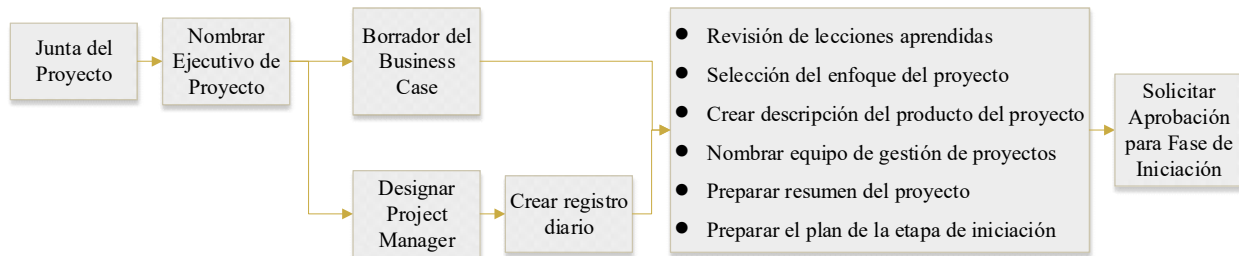 Junta del
Proyecto
Nombrar
Ejecutivo de
Proyecto
Borrador del
Business
Case
Designar
Project
Manager
Crear registro
diario
● Revisión de lecciones aprendidas
● Selección del enfoque del proyecto
● Crear descripción del producto del proyecto
● Nombrar equipo de gestión de proyectos
● Preparar resumen del proyecto
● Preparar el plan de la etapa de iniciación
Solicitar
Aprobación
para Fase de
Iniciación